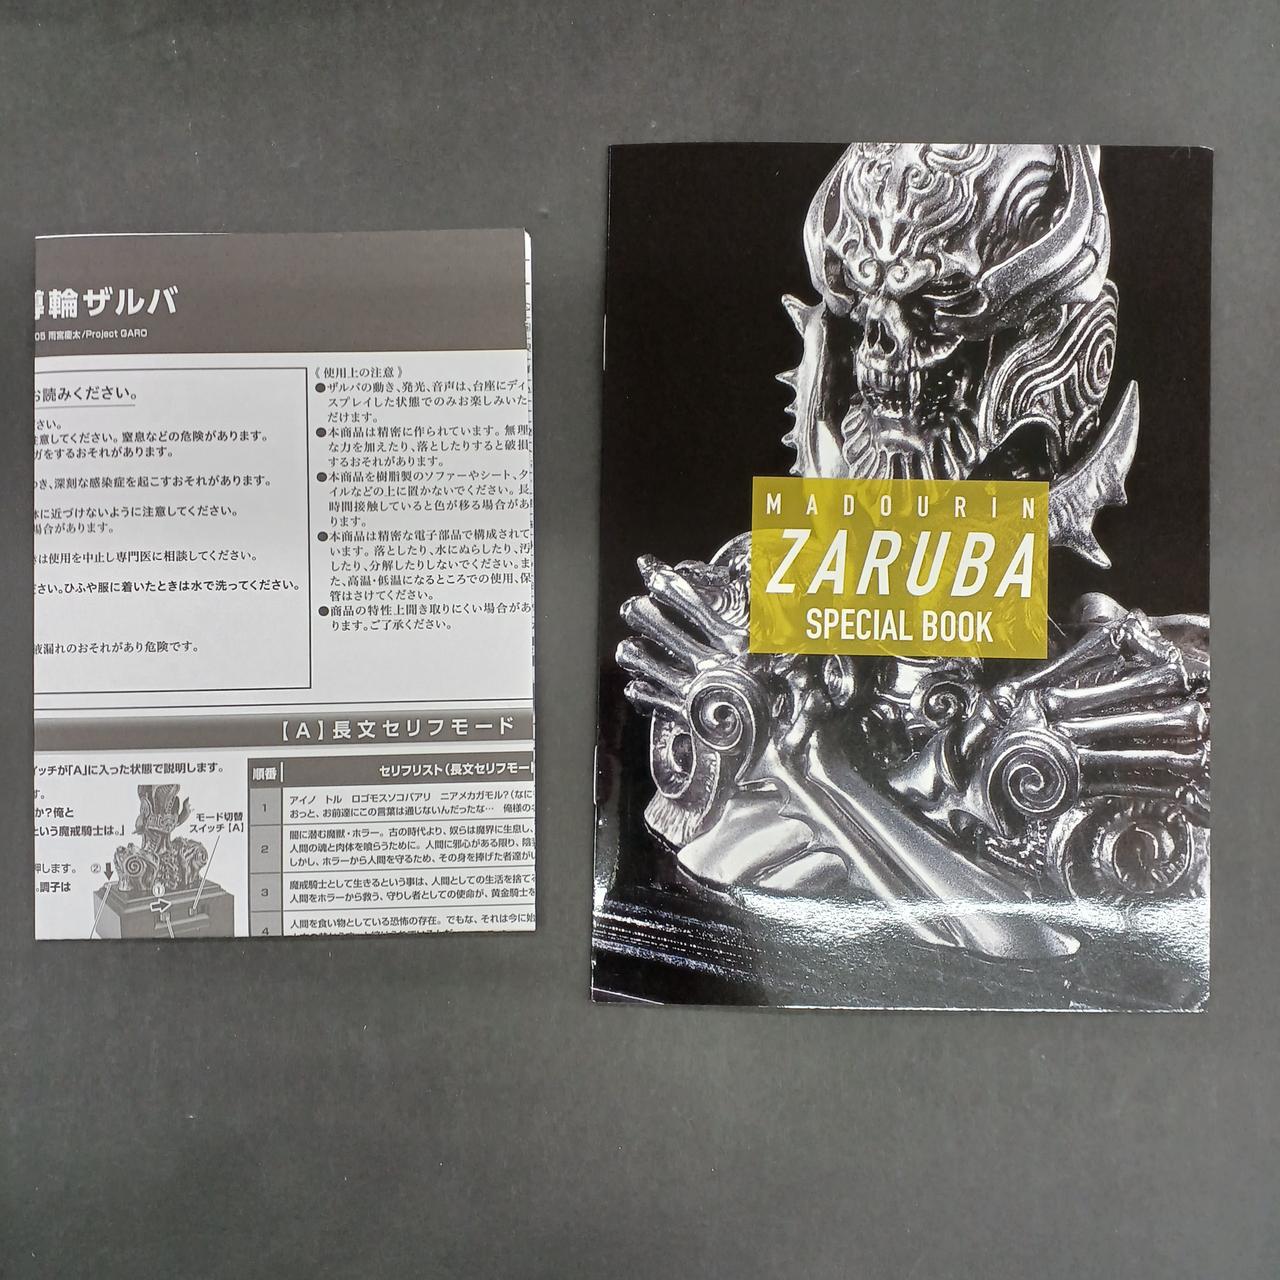 導輪ザルバ
05 雨宮慶太/Project GARO
お読みください。
さい。
注意してください。窒息などの危険があります。
ガをするおそれがあります。
つき、深刻な感染症を起こすおそれがあります。
体に近づけないように注意してください。
場合があります。
きは使用を中止し専門医に相談してください。
ださい。ひふや服に着いたときは水で洗ってください。
液漏れのおそれがあり危険です。
《 使用上の注意 》
●ザルバの動き、発光、音声は、台座にディ
スプレイした状態でのみお楽しみいた
だけます。
●本商品は精密に作られています。無理
な力を加えたり、落としたりすると破損
するおそれがあります。
●本商品を樹脂製のソファーやシート、タ
イルなどの上に置かないでください。長
時間接触していると色が移る場合があ
ります。
●本商品は精密な電子部品で構成されて
います。落としたり、水にぬらしたり、汚
したり、分解したりしないでください。ま
た、高温・低温になるところでの使用、保
管はさけてください。
●商品の特性上聞き取りにくい場合があ
ります。ご了承ください。
【A】長文セリフモード
イッチが「A」に入った状態で説明します。
す。
か?俺と
という魔戒騎士は。」
押します。
②
。調子は
①
モード切替
スイッチ【A】
順番
セリフリスト(長文セリフモー
1
アイノ トル ロゴモスソコバアリ ニアメカガモル?(なに
おっと、お前達にこの言葉は通じないんだったな… 俺様の
2
闇に潜む魔獣・ホラー。古の時代より、奴らは魔界に生息し、
人間の魂と肉体を喰らうために。人間に邪心がある限り、陰
しかし、ホラーから人間を守るため、その身を捧げた者達が
3
魔戒騎士として生きるという事は、人間としての生活を捨て
人間をホラーから救う、守りし者としての使命が、黄金騎士を
4
人間を食い物としている恐怖の存在。でもな、それは今に始
MADOURIN
ZARUBA
SPECIAL BOOK